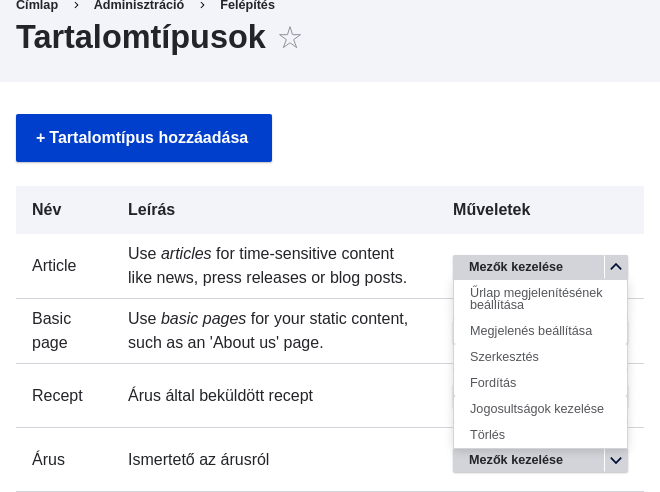 Címlap > Adminisztráció > Felépítés
Tartalomtípusok ☆
+ Tartalomtípus hozzáadása
Név Leírás Műveletek
Article
Use articles for time-sensitive content
like news, press releases or blog posts.
Mezők kezelése
Űrlap megjelenítésének
beállítása
Megjelenés beállítása
Szerkesztés
Fordítás
Jogosultságok kezelése
Törlés
Basic
page
Use basic pages for your static content,
such as an 'About us' page.
Recept
Árus által beküldött recept
Árus
Ismertető az árusról
Mezők kezelése